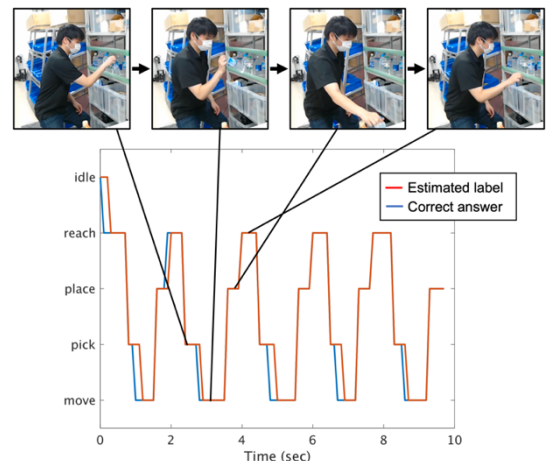 idle
reach
place
pick
move
Estimated label
Correct answer
0 2 4 6 8 10
Time (sec)